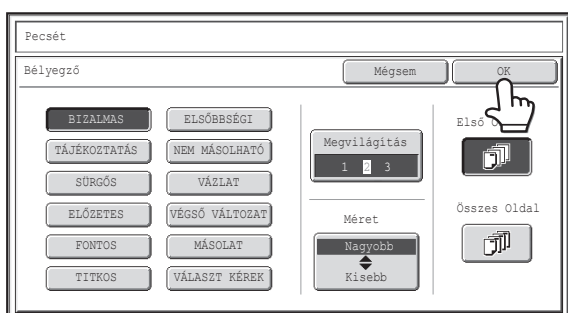 Pecsét
Bélyegző
Mégsem
OK
BIZALMAS
ELSŐBBSÉGI
TÁJÉKOZTATÁS
NEM MÁSOLHATÓ
SÜRGŐS
VÁZLAT
ELŐZETES
VÉGSŐ VÁLTOZAT
FONTOS
MÁSOLAT
TITKOS
VÁLASZT KÉREK
Megvilágítás
1 2 3
Méret
Nagyobb
Kisebb
Első
Összes Oldal